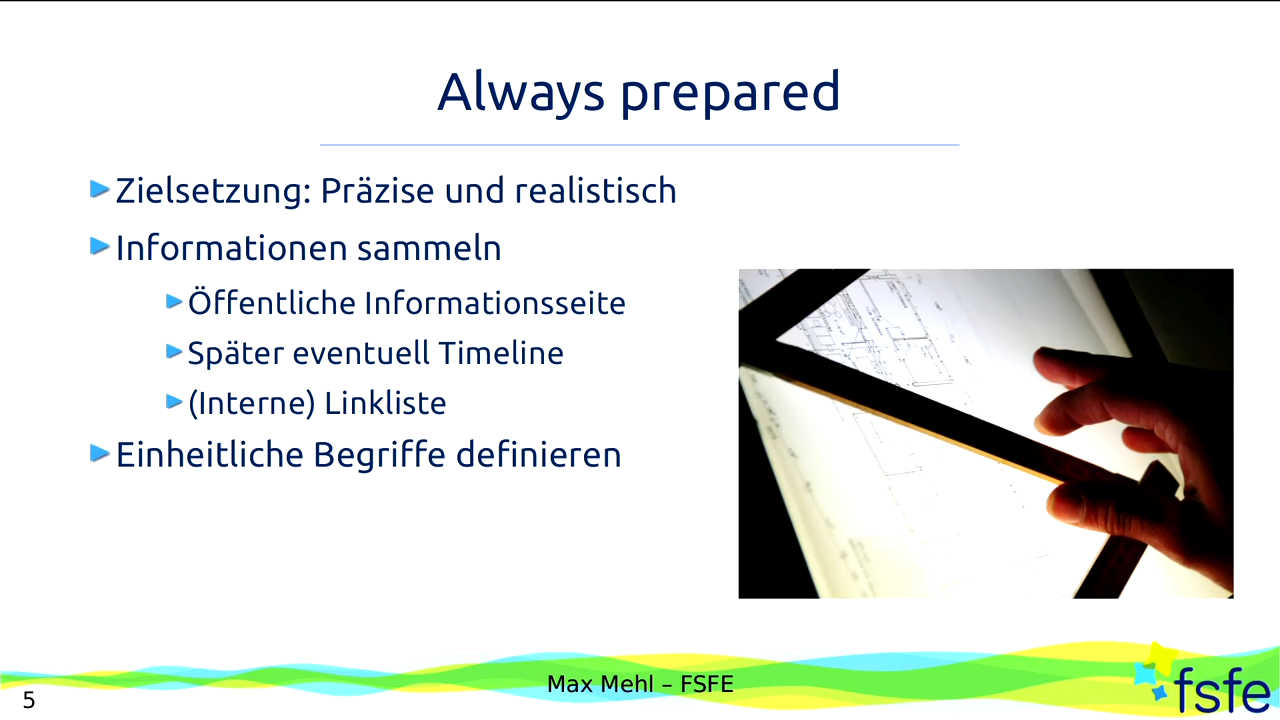 Always prepared
Zielsetzung: Präzise und realistisch
Informationen sammeln
Öffentliche Informationsseite
Später eventuell Timeline
(Interne) Linkliste
Einheitliche Begriffe definieren
Max Mehl – FSFE
5
fsfe